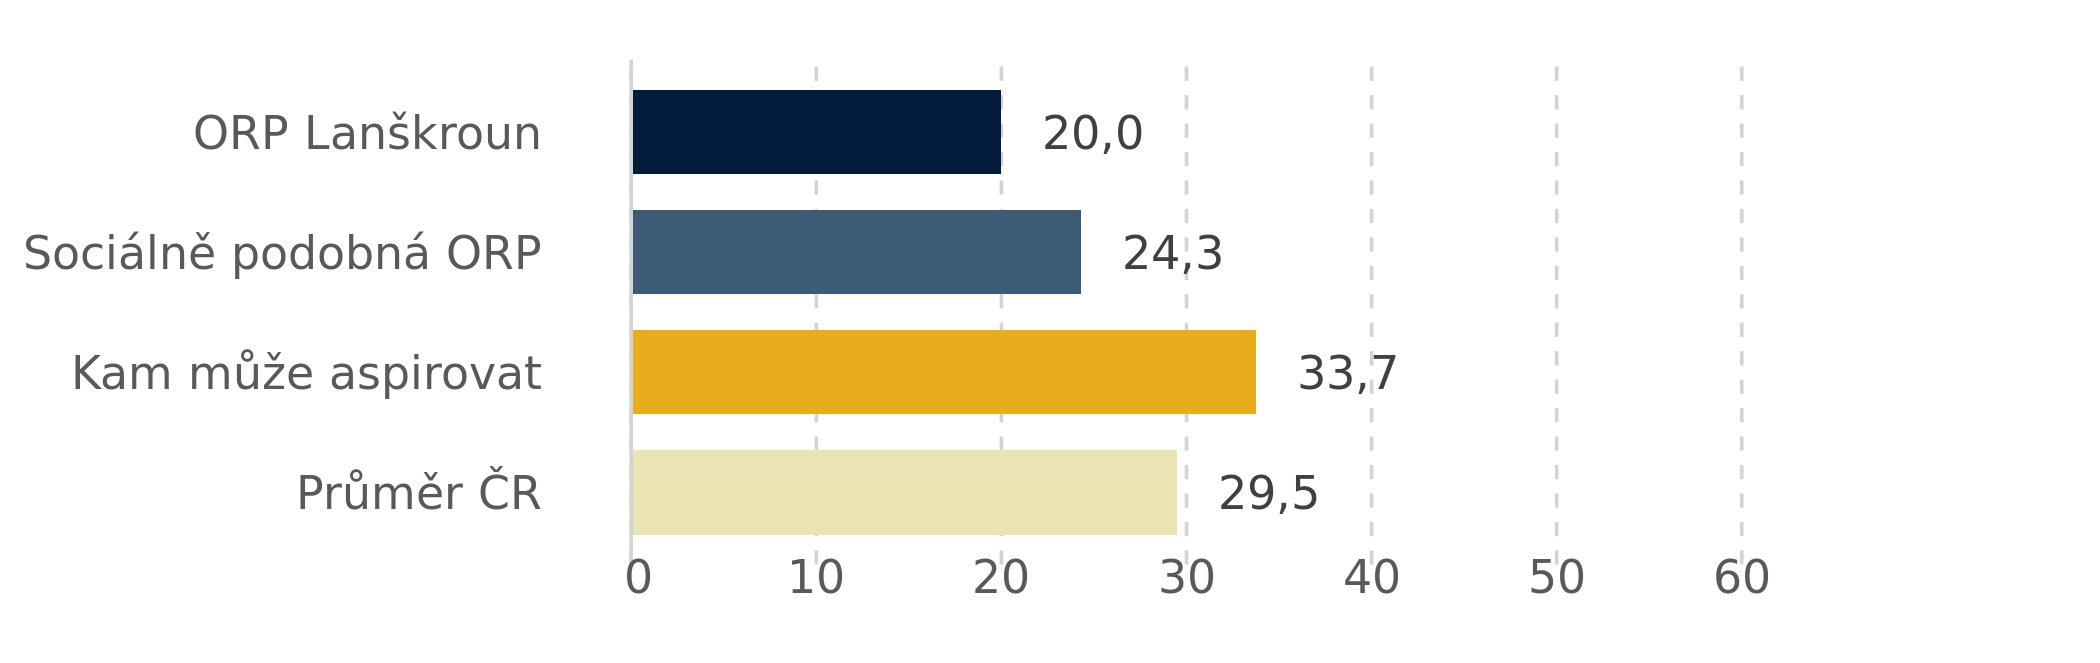 ORP Lanškroun 20,0
Sociálně podobná ORP 24,3
Kam může aspirovat 33,7
Průměr ČR 29,5
0 10 20 30 40 50 60